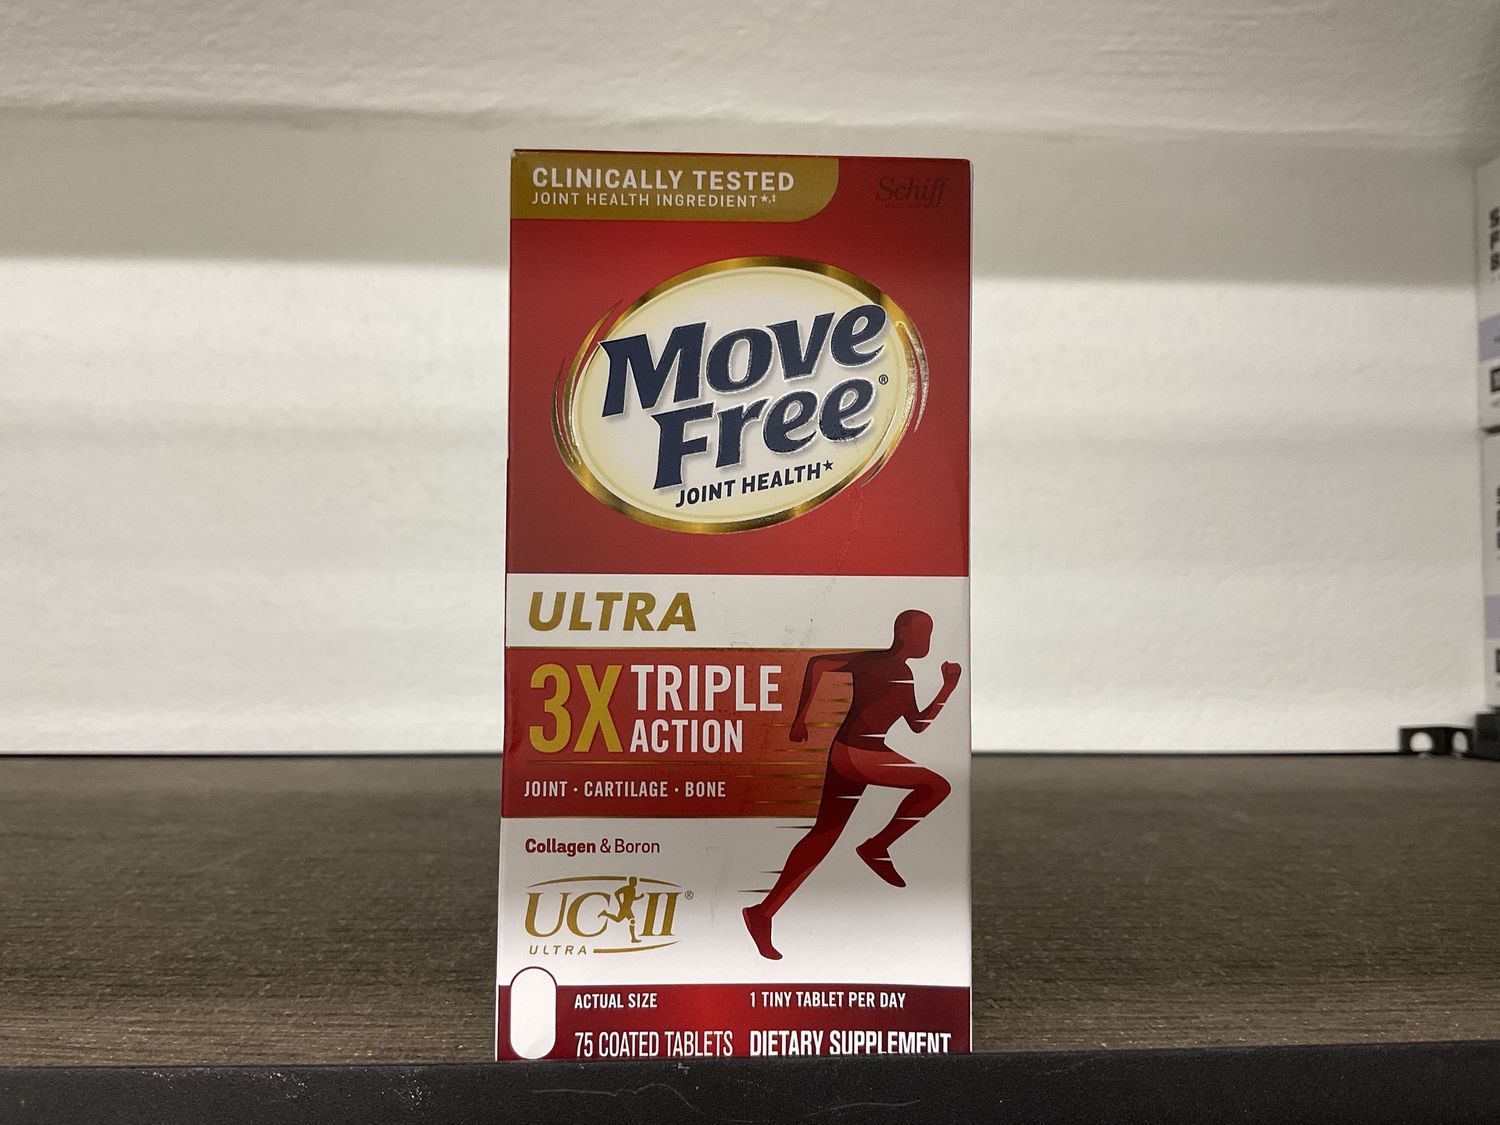 CLINICALLY TESTED
JOINT HEALTH INGREDIENT★,‡
Schiff
Move
Free®
JOINT HEALTH★
ULTRA
3X TRIPLE
ACTION
JOINT · CARTILAGE · BONE
Collagen & Boron
UC II®
ULTRA
ACTUAL SIZE
1 TINY TABLET PER DAY
75 COATED TABLETS
DIETARY SUPPLEMENT